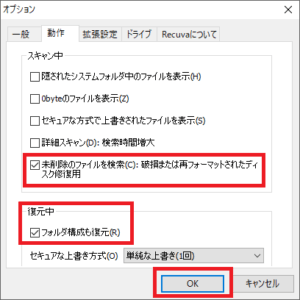 オプション
一般 動作 拡張設定 ドライブ Recuvaについて
スキャン中
隠されたシステムフォルダ中のファイルを表示(H)
0byteのファイルを表示(Z)
セキュアな方式で上書きされたファイルを表示(S)
詳細スキャン(D): 検索時間増大
未削除のファイルを検索(C): 破損または再フォーマットされたディ
スク修復用
復元中
フォルダ構成も復元(R)
セキュアな上書き方式(O) 単純な上書き(1回)
OK キャンセル